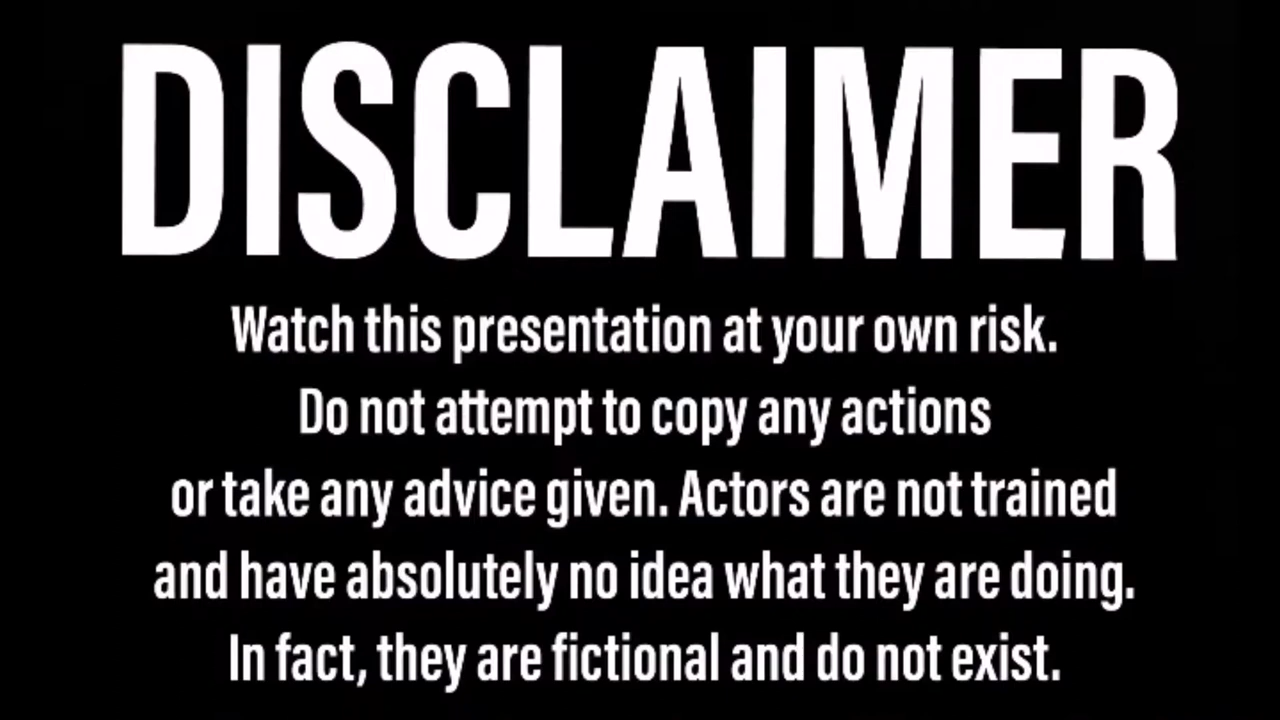 DISCLAIMER
Watch this presentation at your own risk.
Do not attempt to copy any actions
or take any advice given. Actors are not trained
and have absolutely no idea what they are doing.
In fact, they are fictional and do not exist.